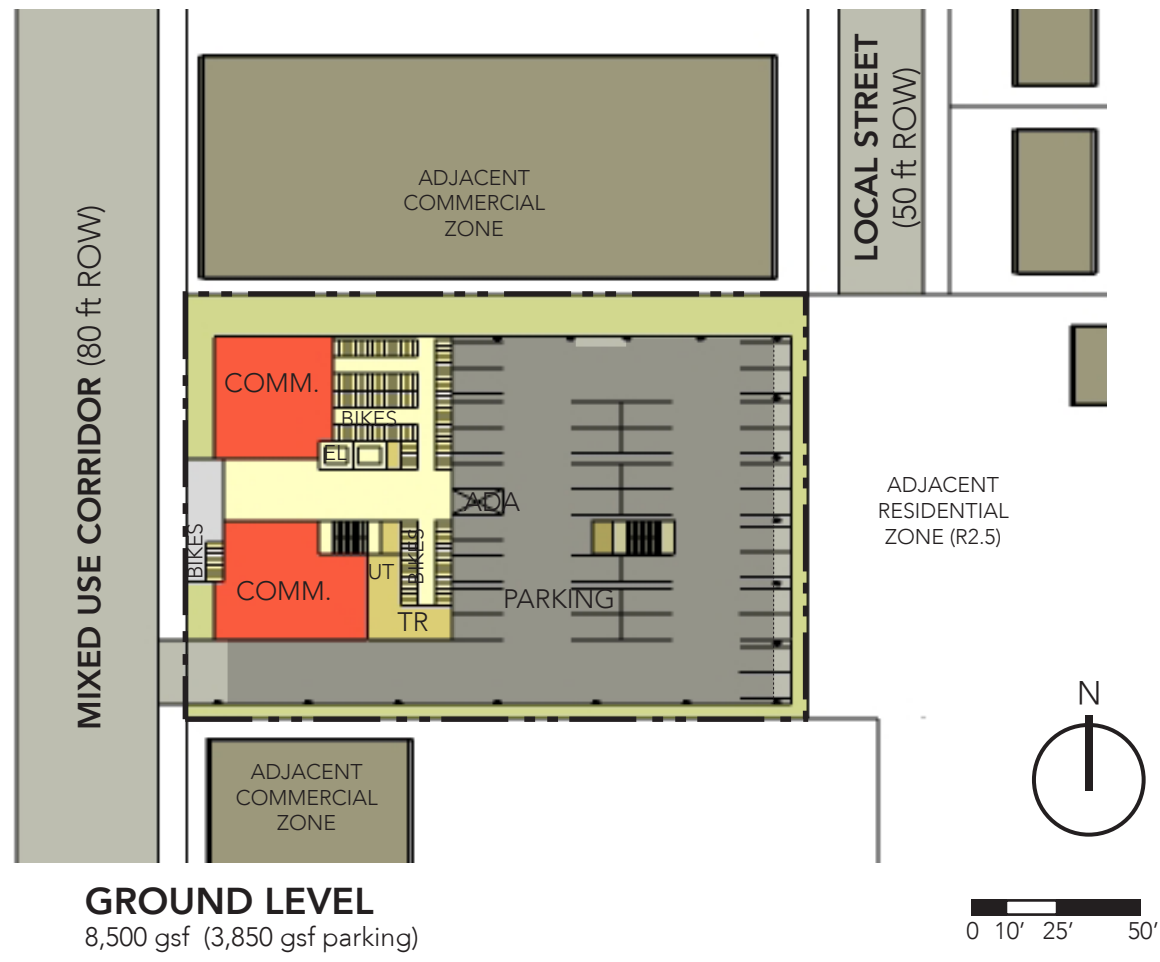 LOCAL STREET
(50 ft ROW)
ADJACENT
COMMERCIAL
ZONE
MIXED USE CORRIDOR (80 ft ROW)
COMM.
BIKES
EL
ADA
ADJACENT
RESIDENTIAL
ZONE (R2.5)
BIKES
BIKES
UT
COMM.
PARKING
TR
N
ADJACENT
COMMERCIAL
ZONE
GROUND LEVEL
8,500 gsf (3,850 gsf parking)
0 10' 25' 50'